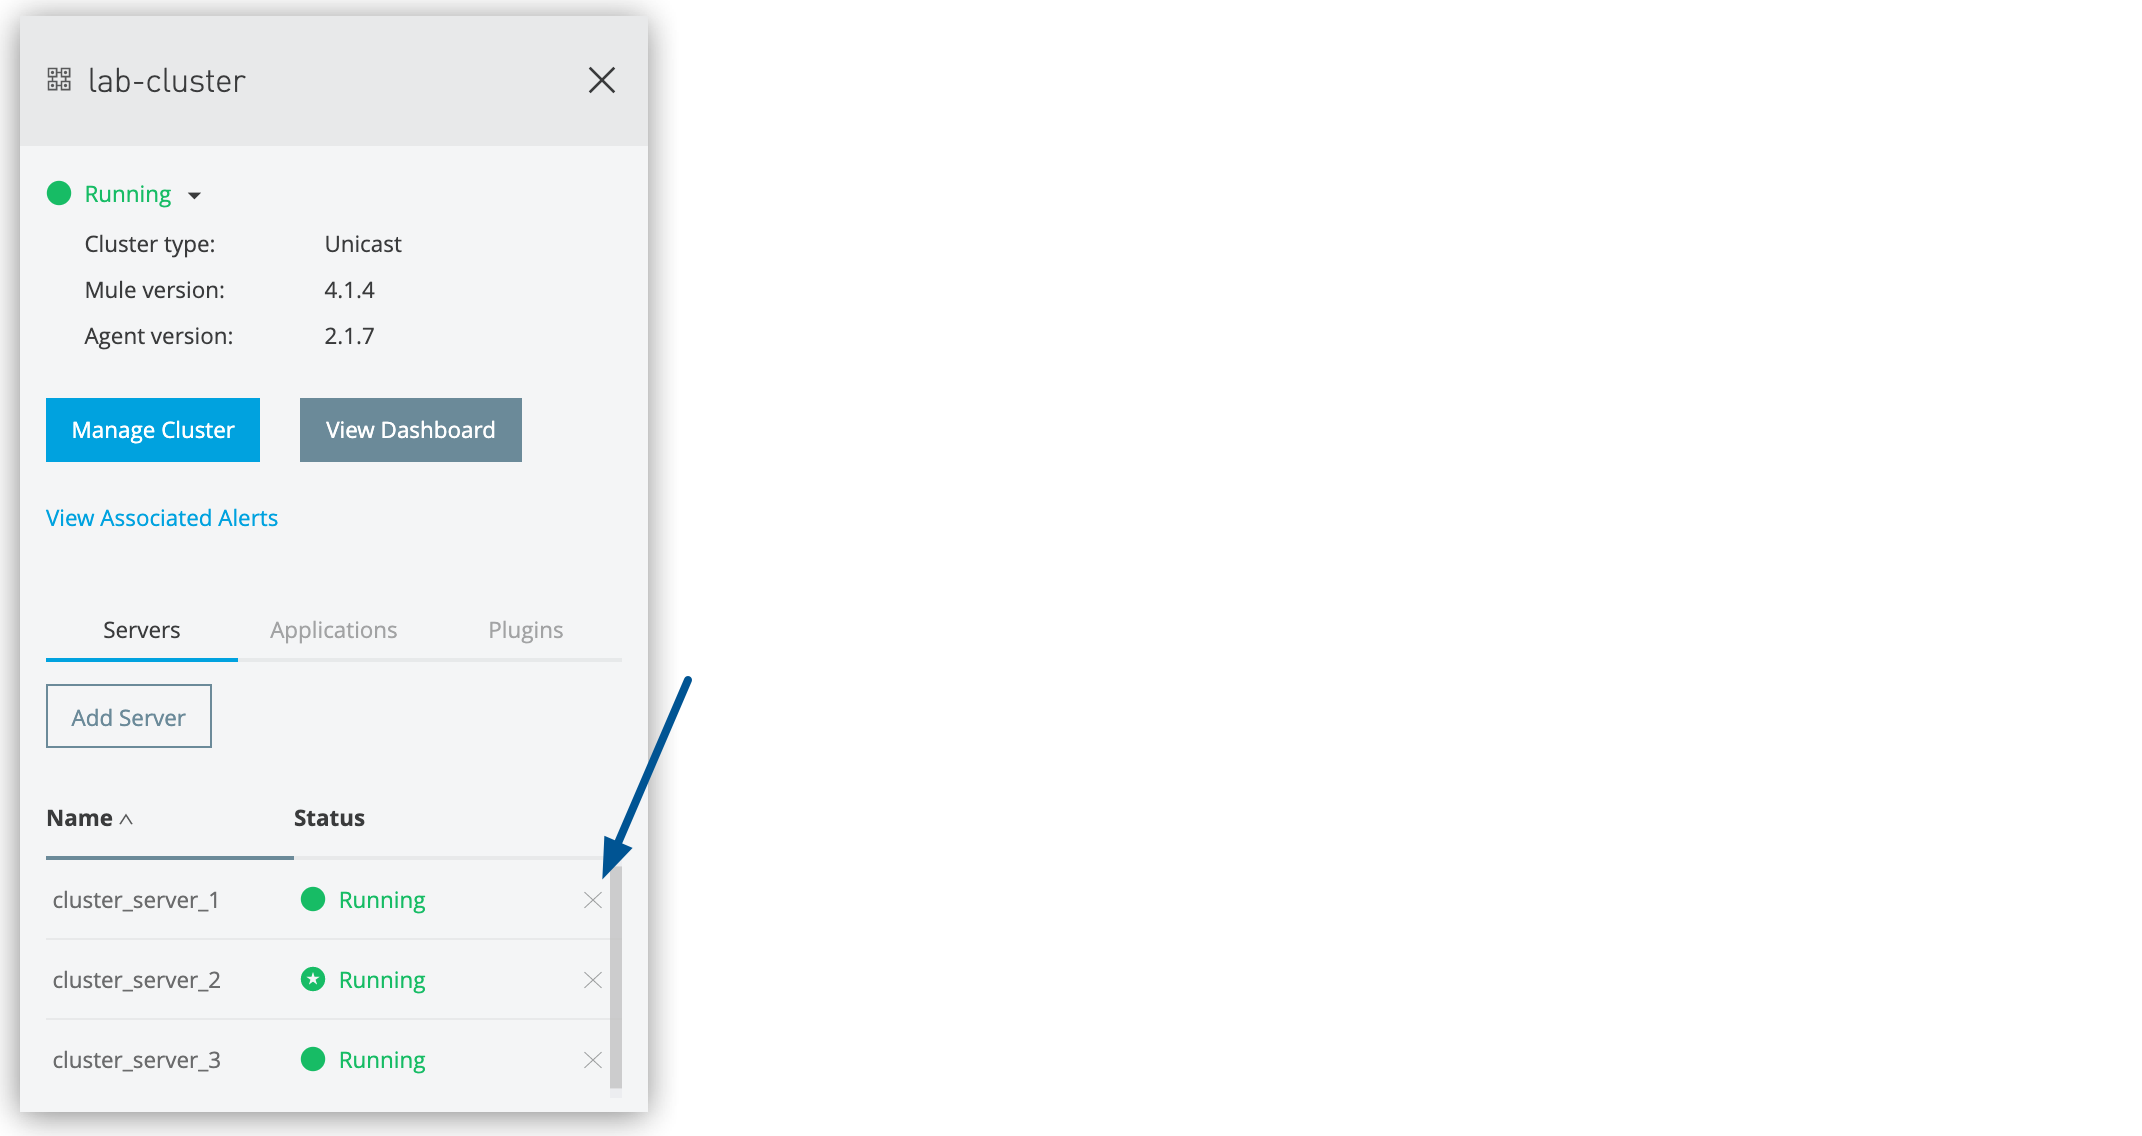 lab-cluster
Running
Cluster type: Unicast
Mule version: 4.1.4
Agent version: 2.1.7
Manage Cluster View Dashboard
View Associated Alerts
Servers Applications Plugins
Add Server
Name Status
cluster_server_1 Running
cluster_server_2 Running
cluster_server_3 Running